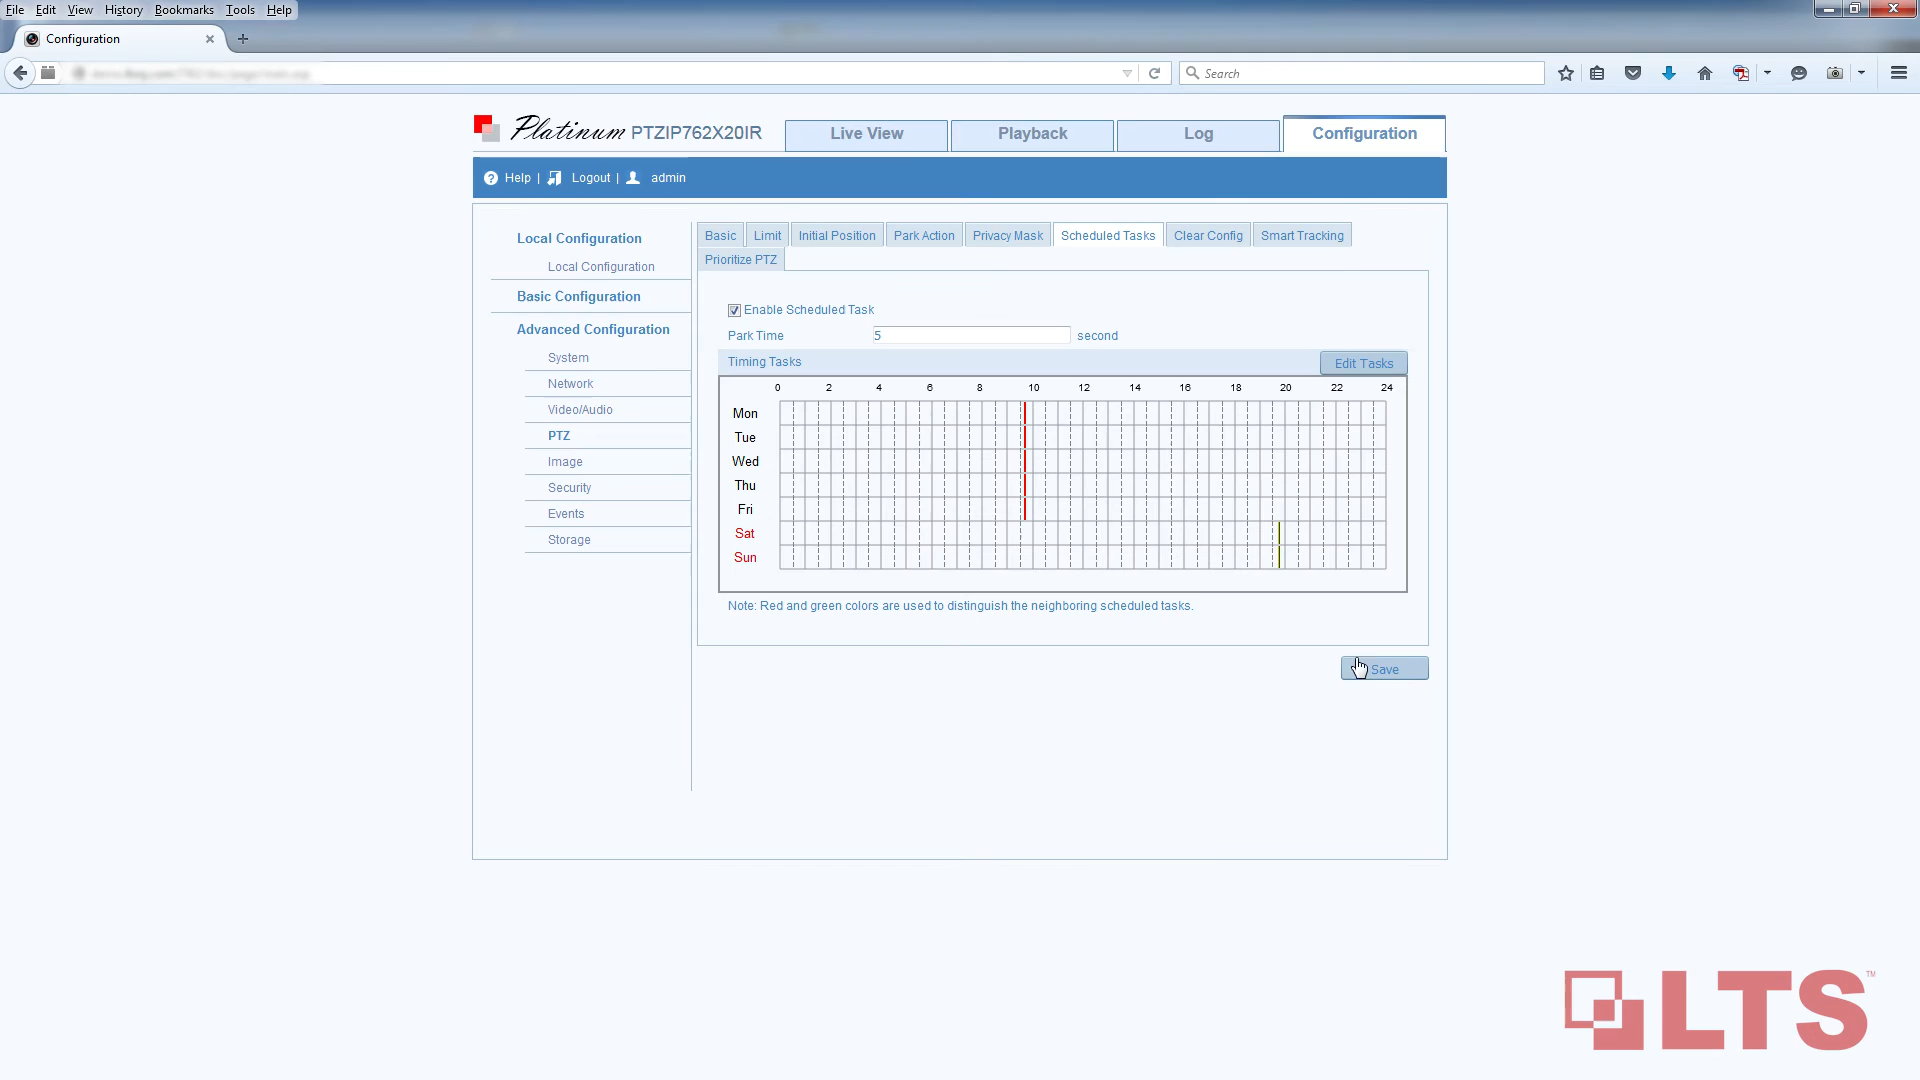 File Edit View History Bookmarks Tools Help
Configuration
Search
Platinum PTZIP762X20IR
Live View Playback Log Configuration
Help | Logout | admin
Local Configuration
Local Configuration
Basic Configuration
Advanced Configuration
System
Network
Video/Audio
PTZ
Image
Security
Events
Storage
Basic Limit Initial Position Park Action Privacy Mask Scheduled Tasks Clear Config Smart Tracking
Prioritize PTZ
Enable Scheduled Task
Park Time 5 second
Timing Tasks Edit Tasks
0 2 4 6 8 10 12 14 16 18 20 22 24
Mon
Tue
Wed
Thu
Fri
Sat
Sun
Note: Red and green colors are used to distinguish the neighboring scheduled tasks.
Save
LTS™